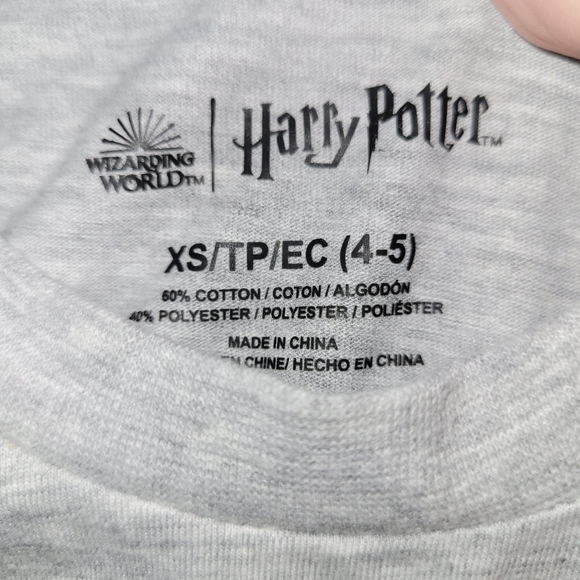 WIZARDING
WORLD™
Harry Potter™
XS/TP/EC (4-5)
60% COTTON / COTON / ALGODÓN
40% POLYESTER / POLYESTER / POLIÉSTER
MADE IN CHINA
CHINE/ HECHO EN CHINA